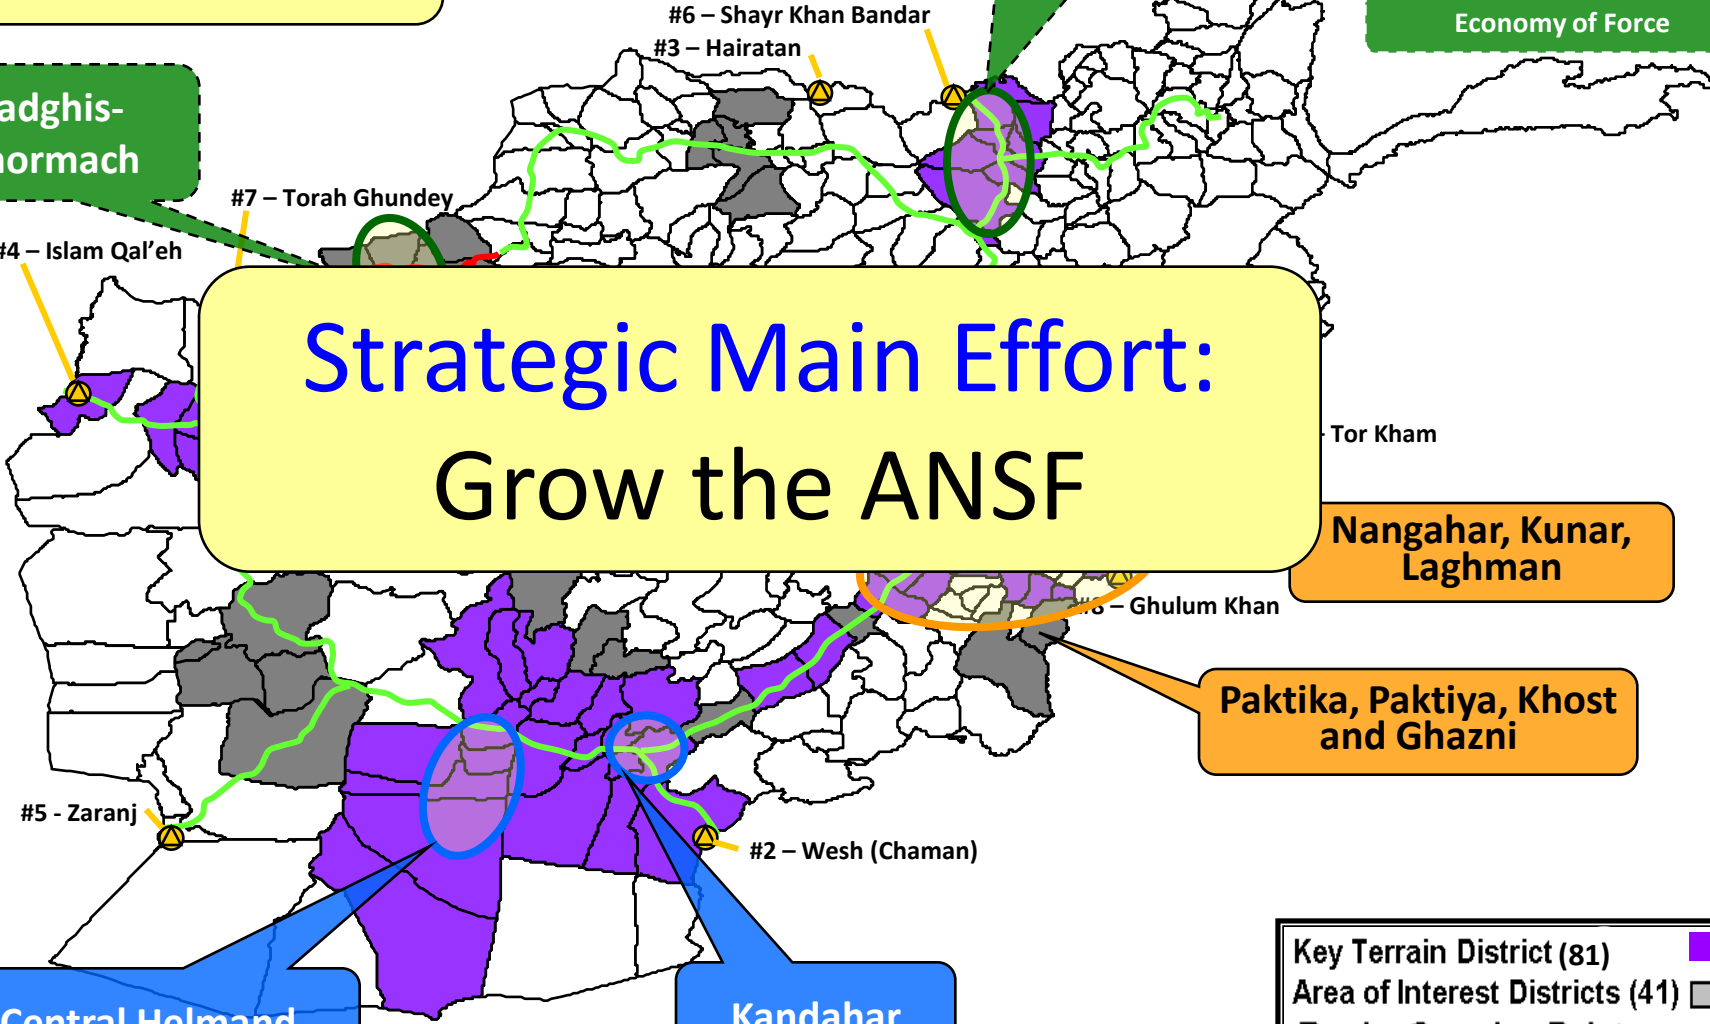 #6 – Shayr Khan Bandar
Economy of Force
#3 – Hairatan
#7 – Torah Ghundey
#4 – Islam Qal’eh
Strategic Main Effort:
Grow the ANSF
Tor Kham
Nangahar, Kunar,
Laghman
– Ghulum Khan
Paktika, Paktiya, Khost
and Ghazni
#5 - Zaranj
#2 – Wesh (Chaman)
Key Terrain District (81)
Area of Interest Districts (41)
Central Helmand
Kandahar